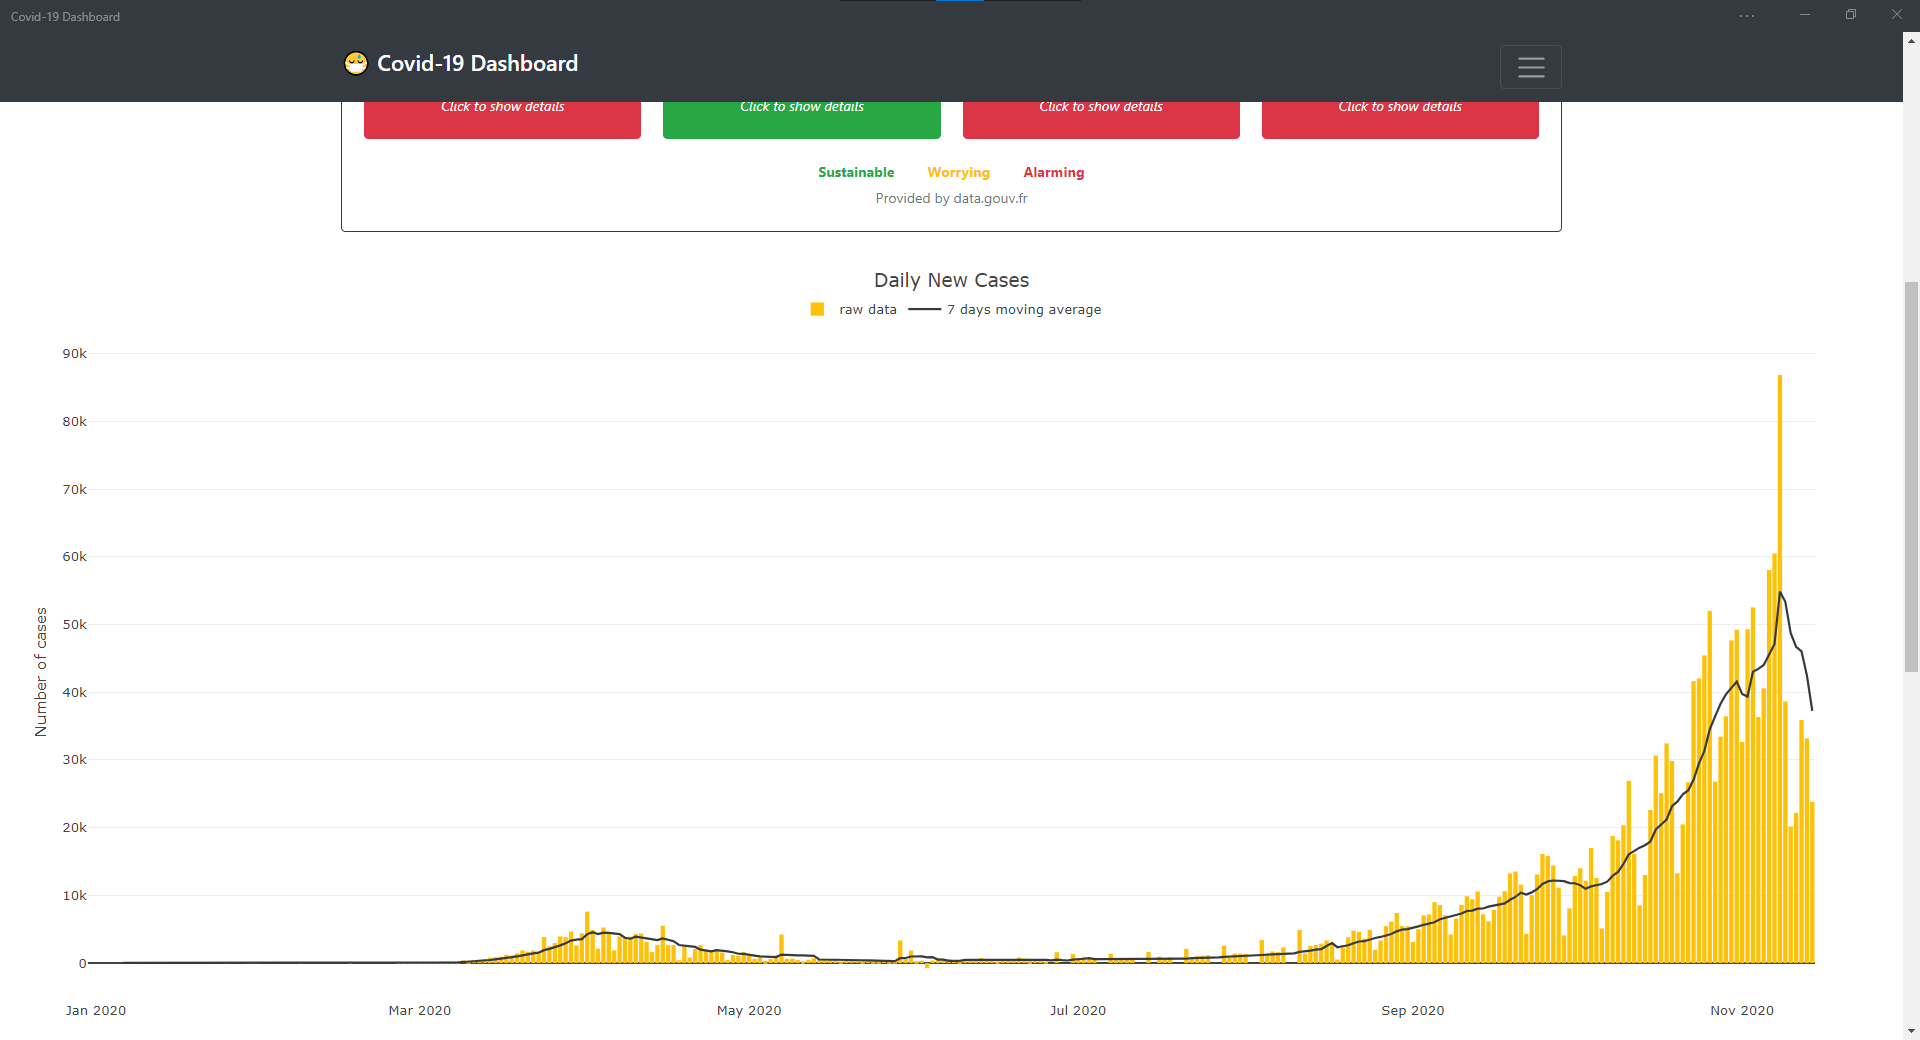 Covid-19 Dashboard
Covid-19 Dashboard
Click to show details Click to show details Click to show details Click to show details
Sustainable Worrying Alarming
Provided by data.gouv.fr
Daily New Cases
raw data 7 days moving average
90k
80k
70k
60k
50k
40k
30k
20k
10k
0
Number of cases
Jan 2020 Mar 2020 May 2020 Jul 2020 Sep 2020 Nov 2020